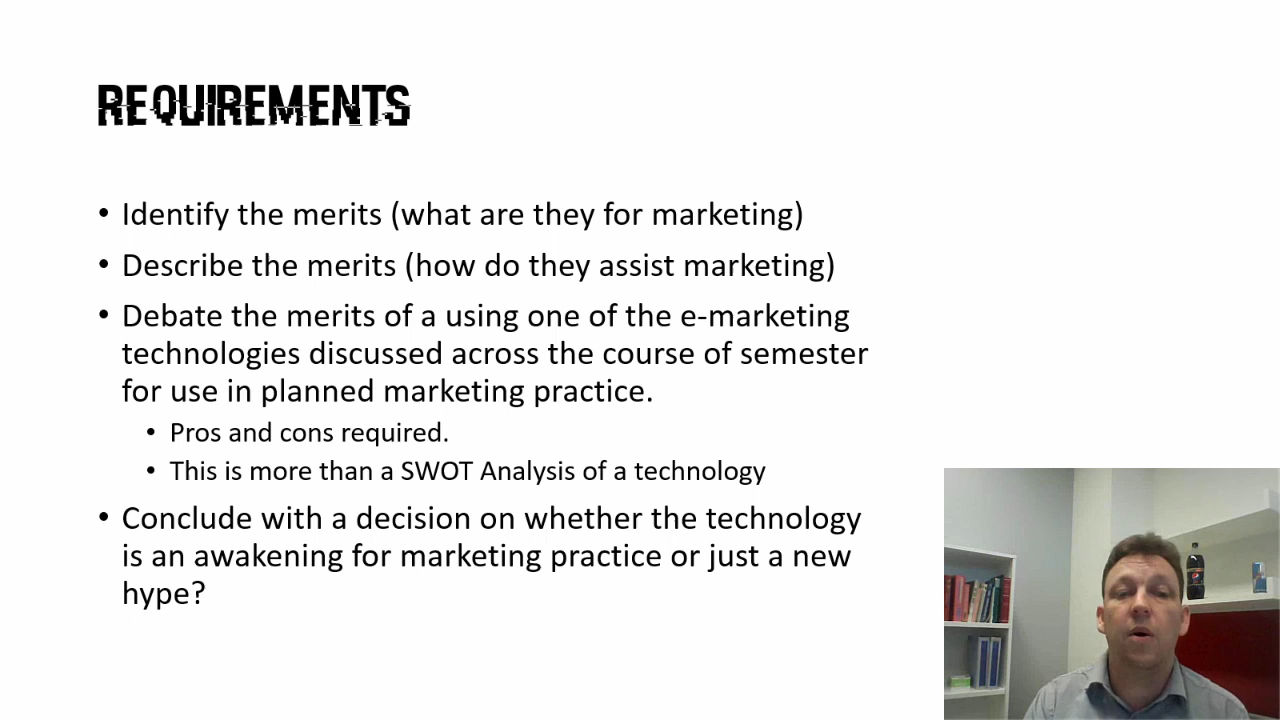 REQUIREMENTS
• Identify the merits (what are they for marketing)
• Describe the merits (how do they assist marketing)
• Debate the merits of a using one of the e-marketing
technologies discussed across the course of semester
for use in planned marketing practice.
• Pros and cons required.
• This is more than a SWOT Analysis of a technology
• Conclude with a decision on whether the technology
is an awakening for marketing practice or just a new
hype?